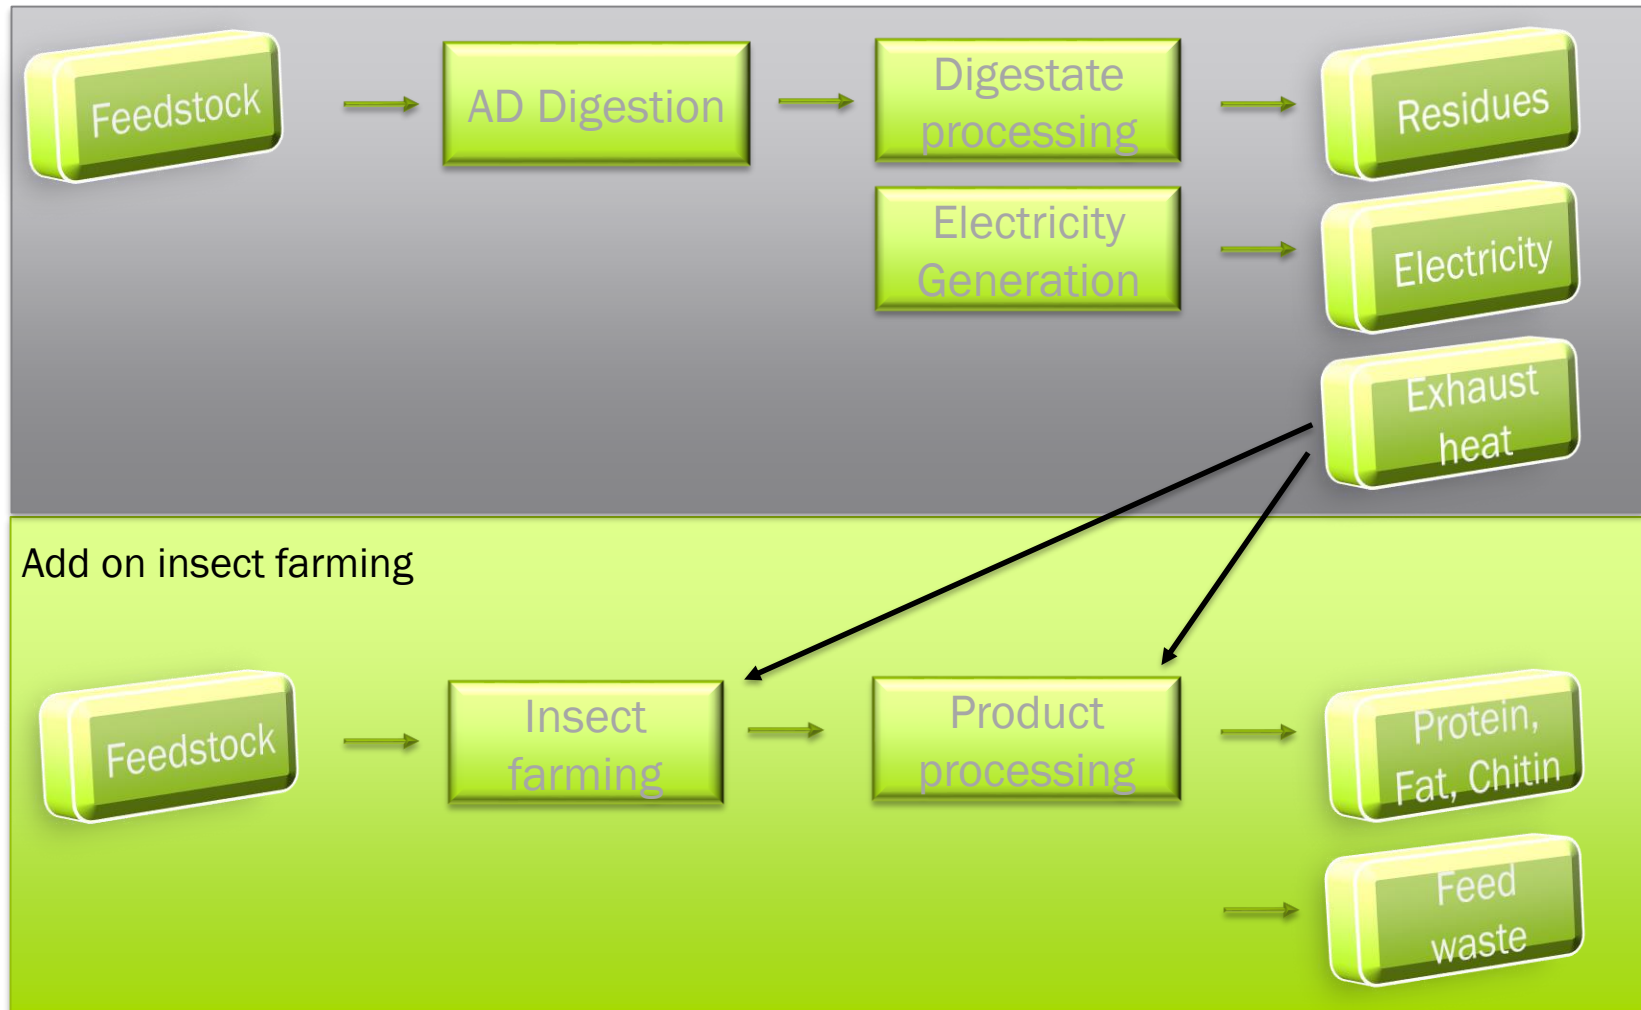 Feedstock
AD Digestion
Digestate
processing
Residues
Electricity
Generation
Electricity
Exhaust
heat
Add on insect farming
Feedstock
Insect
farming
Product
processing
Protein,
Fat, Chitin
Feed
waste